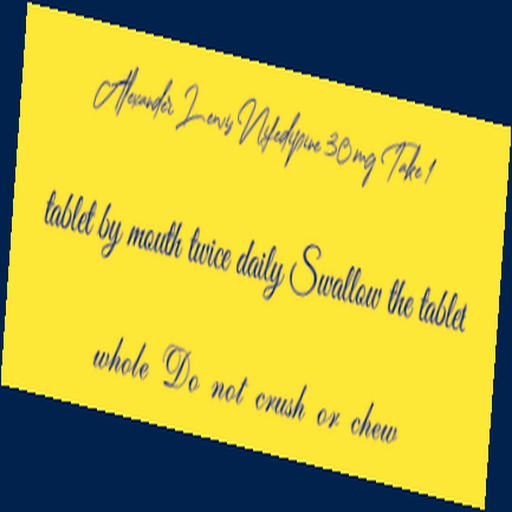 Alexander Lewis Nifedipine 30mg Take 1
tablet by mouth twice daily Swallow the tablet
whole Do not crush or chew